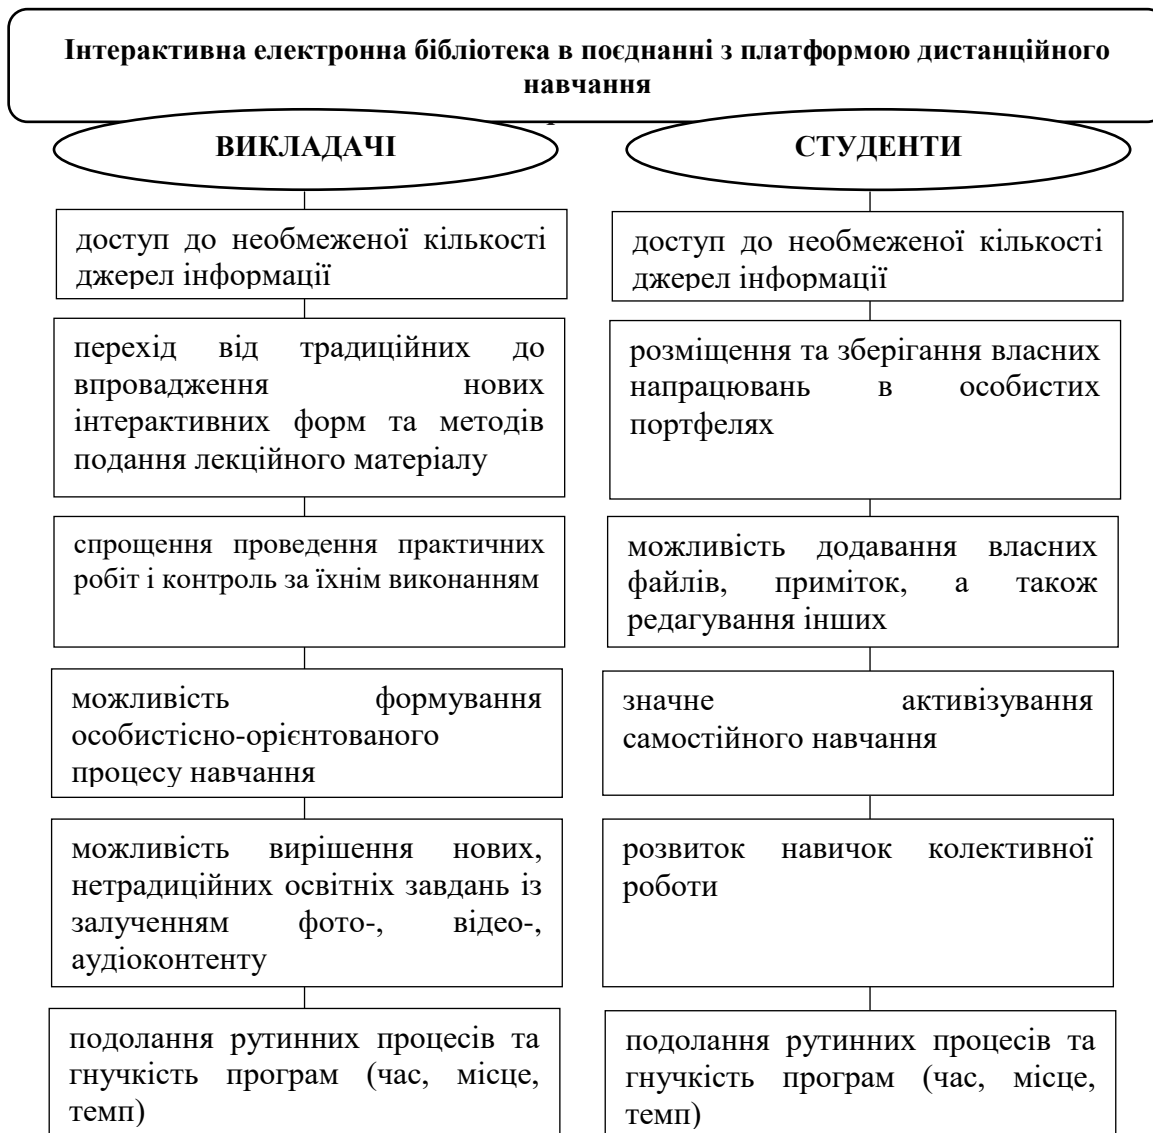 Інтерактивна електронна бібліотека в поєднанні з платформою дистанційного
навчання
ВИКЛАДАЧІ
доступ до необмеженої кількості
джерел інформації
перехід від традиційних до
впровадження нових
інтерактивних форм та методів
подання лекційного матеріалу
спрощення проведення практичних
робіт і контроль за їхнім виконанням
можливість формування
особистісно-орієнтованого
процесу навчання
можливість вирішення нових,
нетрадиційних освітніх завдань із
залученням фото-, відео-,
аудіоконтенту
подолання рутинних процесів та
гнучкість програм (час, місце,
темп)
СТУДЕНТИ
доступ до необмеженої кількості
джерел інформації
розміщення та зберігання власних
напрацювань в особистих
портфелях
можливість додавання власних
файлів, приміток, а також
редагування інших
значне активізування
самостійного навчання
розвиток навичок колективної
роботи
подолання рутинних процесів та
гнучкість програм (час, місце,
темп)